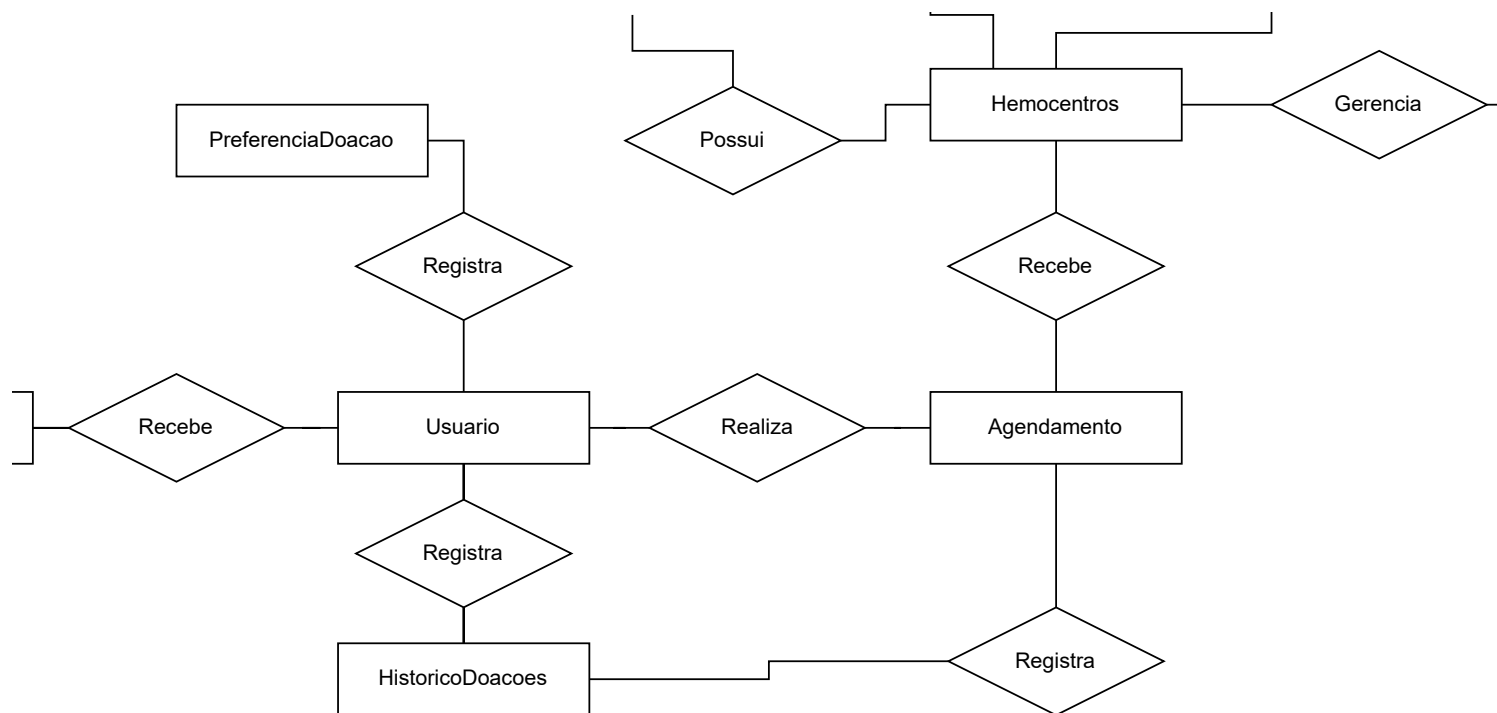 Hemocentros
Gerencia
PreferenciaDoacao
Possui
Registra
Recebe
Recebe
Usuario
Realiza
Agendamento
Registra
Registra
HistoricoDoacoes